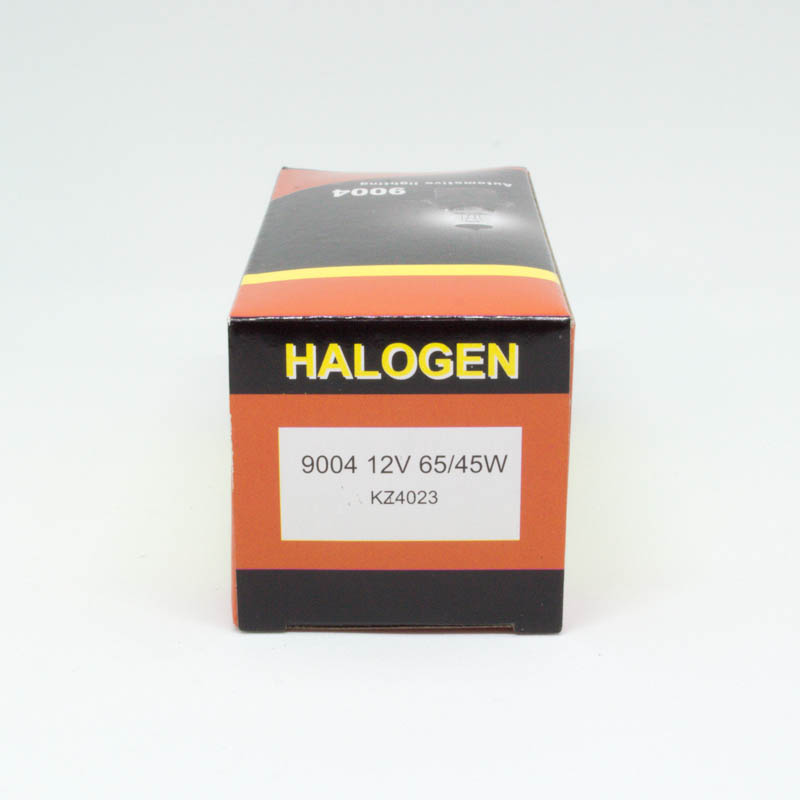 9004
Automotive lighting
HALOGEN
9004 12V 65/45W
KZ4023